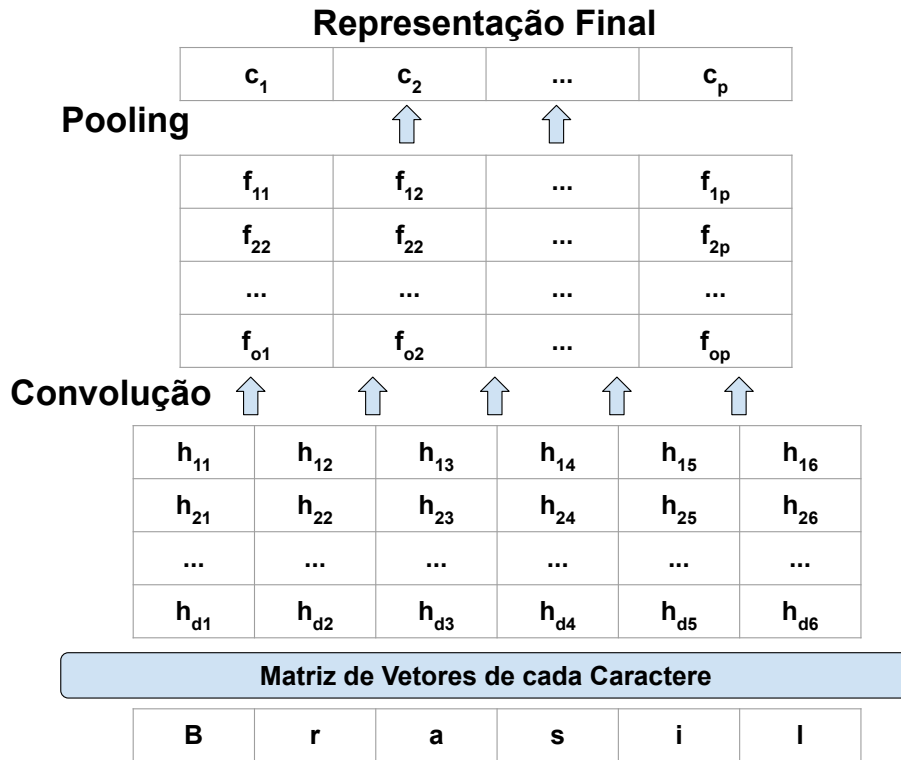 Representação Final
c1 c2 ... cp
Pooling
f11 f12 ... f1p
f22 f22 ... f2p
... ... ... ...
fo1 fo2 ... fop
Convolução
h11 h12 h13 h14 h15 h16
h21 h22 h23 h24 h25 h26
... ... ... ... ... ...
hd1 hd2 hd3 hd4 hd5 hd6
Matriz de Vetores de cada Caractere
B r a s i l